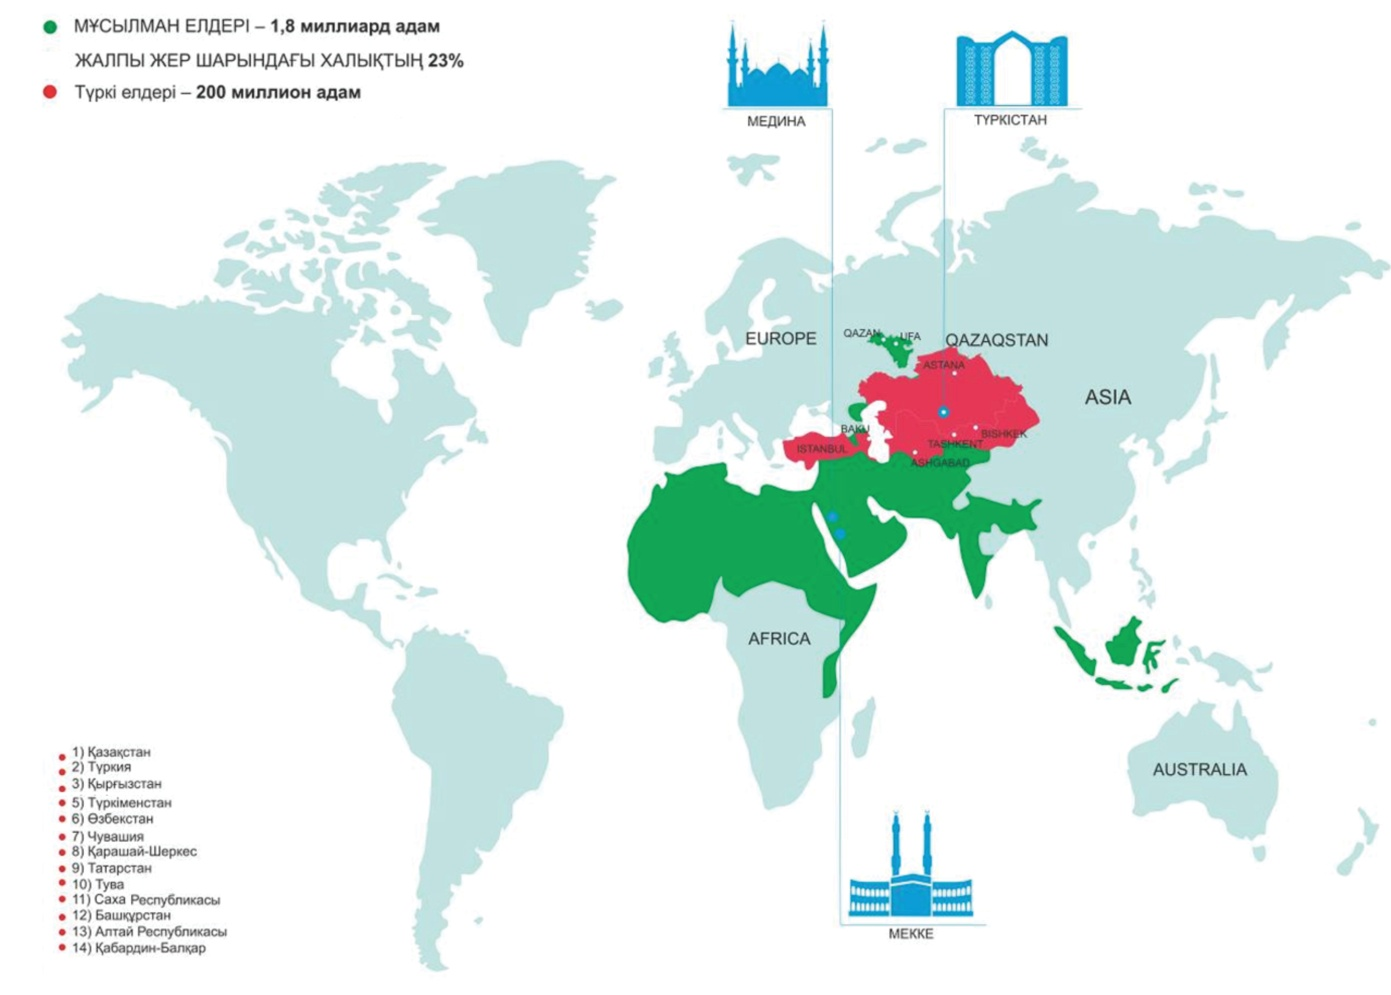 МҰСЫЛМАН ЕЛДЕРІ – 1,8 миллиард адам
ЖАЛПЫ ЖЕР ШАРЫНДАҒЫ ХАЛЫҚТЫҢ 23%
Түркі елдері – 200 миллион адам
МЕДИНА
ТҮРКІСТАН
EUROPE
QAZAN
UFA
QAZAQSTAN
ASTANA
ASIA
BAKU
ISTANBUL
BISHKEK
TASHKENT
ASHGABAD
AFRICA
AUSTRALIA
МЕККЕ
1) Қазақстан
2) Түркия
3) Қырғызстан
5) Түркіменстан
6) Өзбекстан
7) Чувашия
8) Қарашай-Шеркес
9) Татарстан
10) Тува
11) Саха Республикасы
12) Башқұрстан
13) Алтай Республикасы
14) Қабардин-Балқар